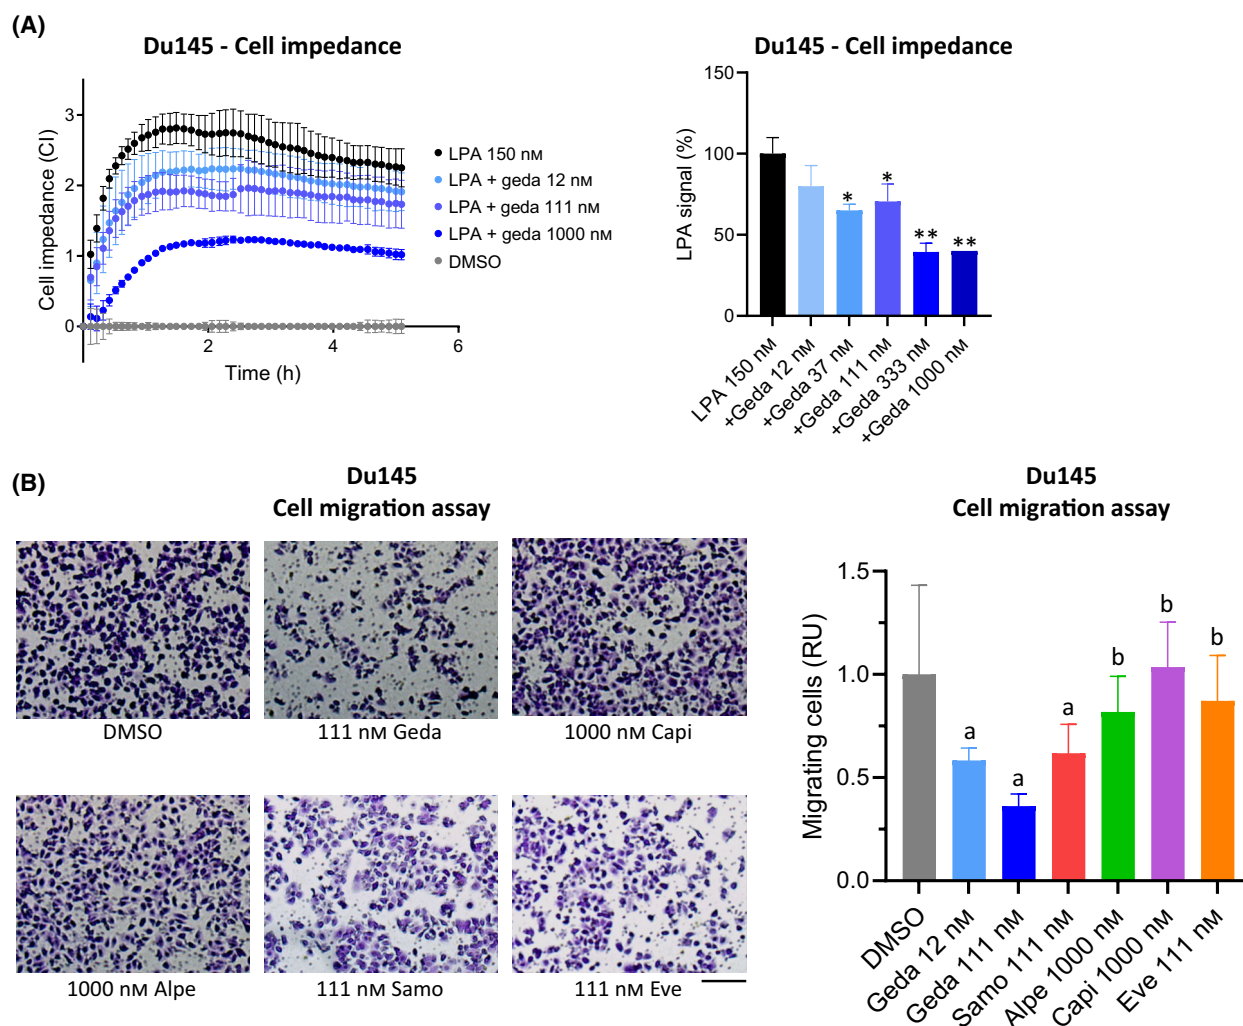 (A)
Du145 - Cell impedance
Cell impedance (CI)
3
2
1
0
2
4
6
Time (h)
LPA 150 nM
LPA + geda 12 nM
LPA + geda 111 nM
LPA + geda 1000 nM
DMSO
Du145 - Cell impedance
LPA signal (%)
150
100
50
0
*
*
**
**
LPA 150 nM
+Geda 12 nM
+Geda 37 nM
+Geda 111 nM
+Geda 333 nM
+Geda 1000 nM
(B)
Du145
Cell migration assay
DMSO
111 nM Geda
1000 nM Capi
1000 nM Alpe
111 nM Samo
111 nM Eve
Du145
Cell migration assay
Migrating cells (RU)
1.5
1.0
0.5
0.0
a
a
a
b
b
b
DMSO
Geda 12 nM
Geda 111 nM
Samo 111 nM
Alpe 1000 nM
Capi 1000 nM
Eve 111 nM